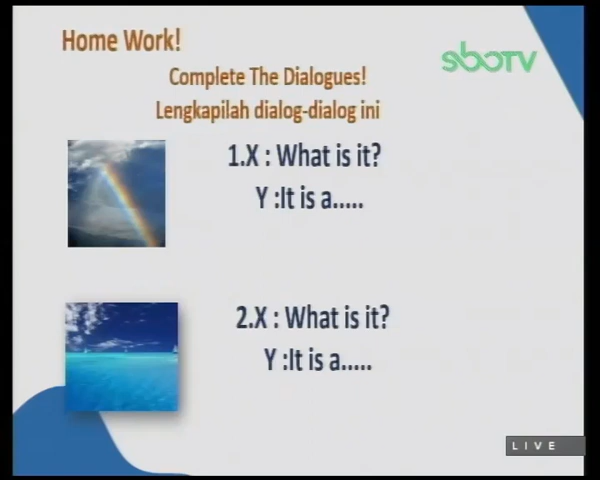 Home Work!
sboTV
Complete The Dialogues!
Lengkapilah dialog-dialog ini
1.X : What is it?
Y :It is a.....
2.X : What is it?
Y :It is a.....
LIVE